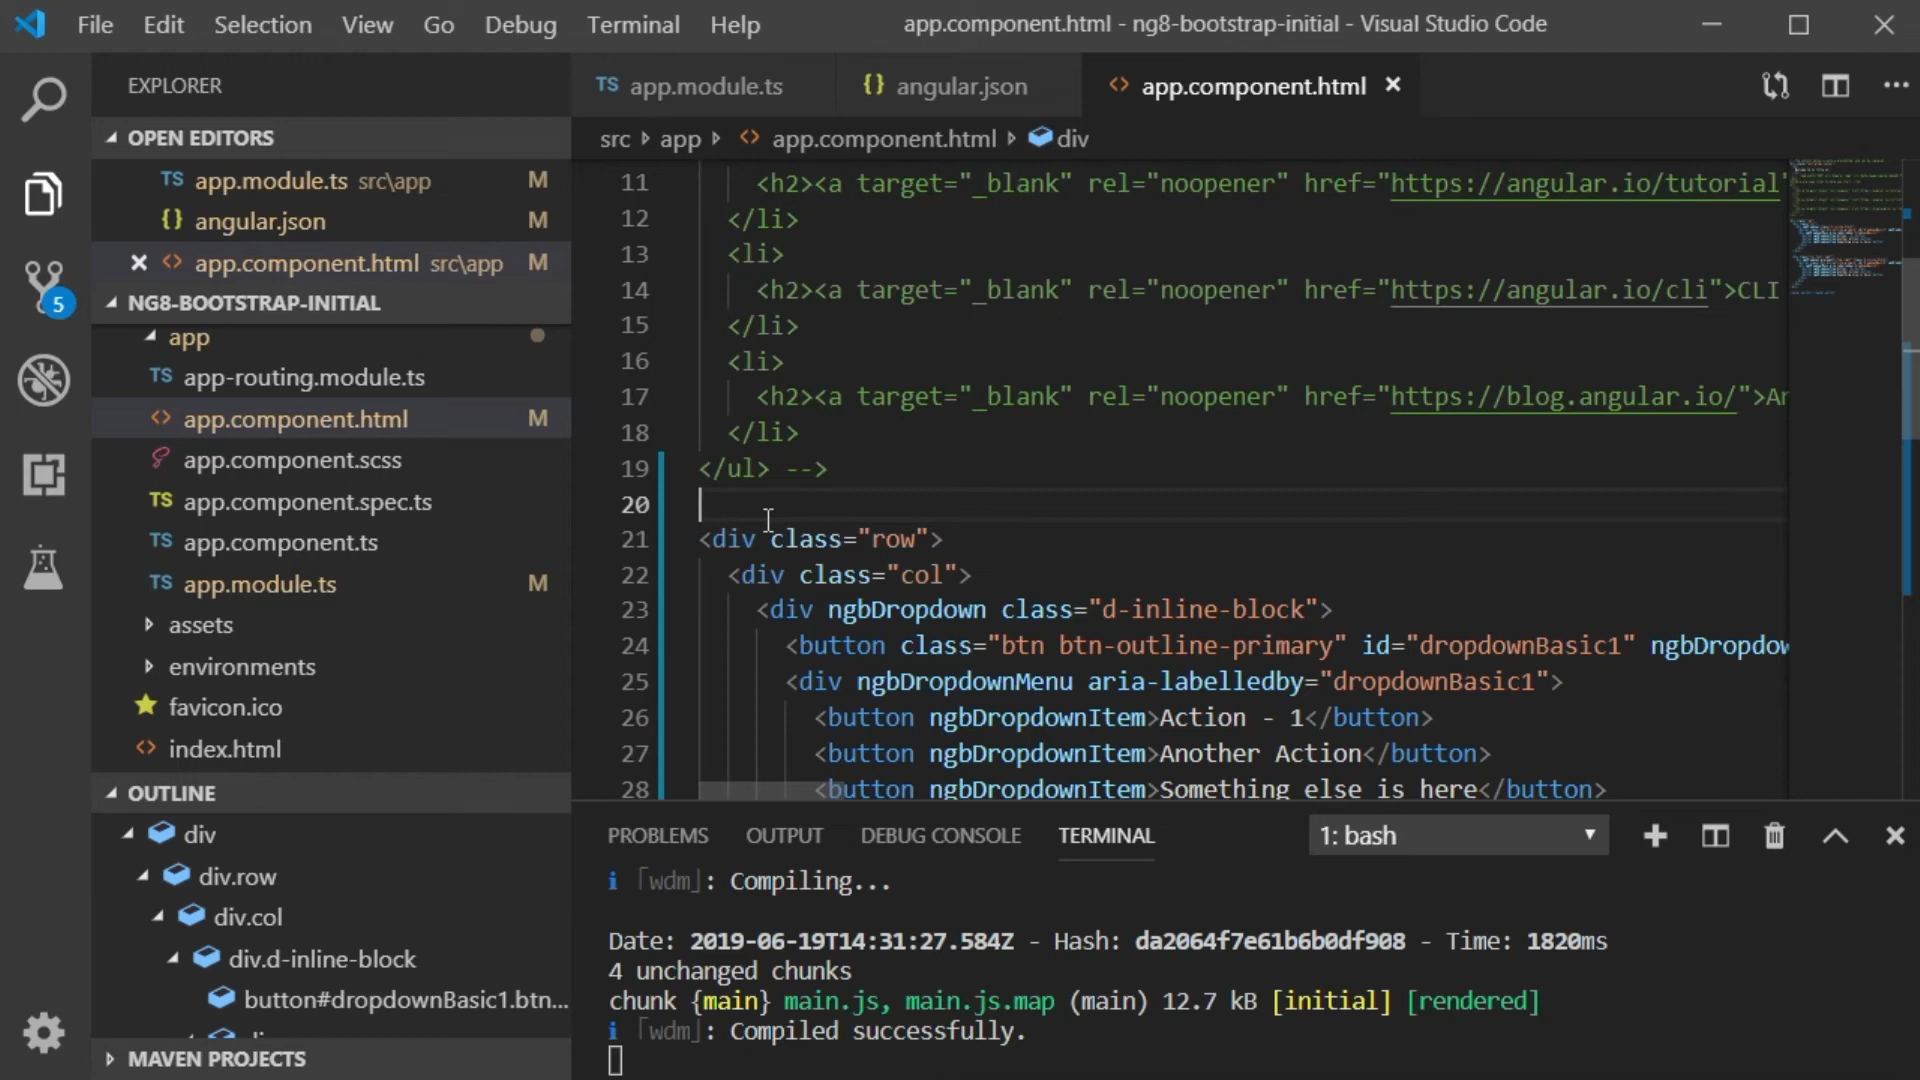 File Edit Selection View Go Debug Terminal Help app.component.html - ng8-bootstrap-initial - Visual Studio Code
EXPLORER
OPEN EDITORS
TS app.module.ts src\app M
{} angular.json M
<> app.component.html src\app M
NG8-BOOTSTRAP-INITIAL
app
TS app-routing.module.ts
<> app.component.html M
app.component.scss
TS app.component.spec.ts
TS app.component.ts
TS app.module.ts M
assets
environments
favicon.ico
<> index.html
OUTLINE
div
div.row
div.col
div.d-inline-block
button#dropdownBasic1.btn...
MAVEN PROJECTS
5
TS app.module.ts {} angular.json <> app.component.html
src app <> app.component.html div
11 <h2><a target="_blank" rel="noopener" href="https://angular.io/tutorial"
12 </li>
13 <li>
14 <h2><a target="_blank" rel="noopener" href="https://angular.io/cli">CLI
15 </li>
16 <li>
17 <h2><a target="_blank" rel="noopener" href="https://blog.angular.io/">An
18 </li>
19 </ul> -->
20
21 <div class="row">
22 <div class="col">
23 <div ngbDropdown class="d-inline-block">
24 <button class="btn btn-outline-primary" id="dropdownBasic1" ngbDropdow
25 <div ngbDropdownMenu aria-labelledby="dropdownBasic1">
26 <button ngbDropdownItem>Action - 1</button>
27 <button ngbDropdownItem>Another Action</button>
28 <button ngbDropdownItem>Something else is here</button>
PROBLEMS OUTPUT DEBUG CONSOLE TERMINAL 1: bash
i ｢wdm｣: Compiling...
Date: 2019-06-19T14:31:27.584Z - Hash: da2064f7e61b6b0df908 - Time: 1820ms
4 unchanged chunks
chunk {main} main.js, main.js.map (main) 12.7 kB [initial] [rendered]
i ｢wdm｣: Compiled successfully.